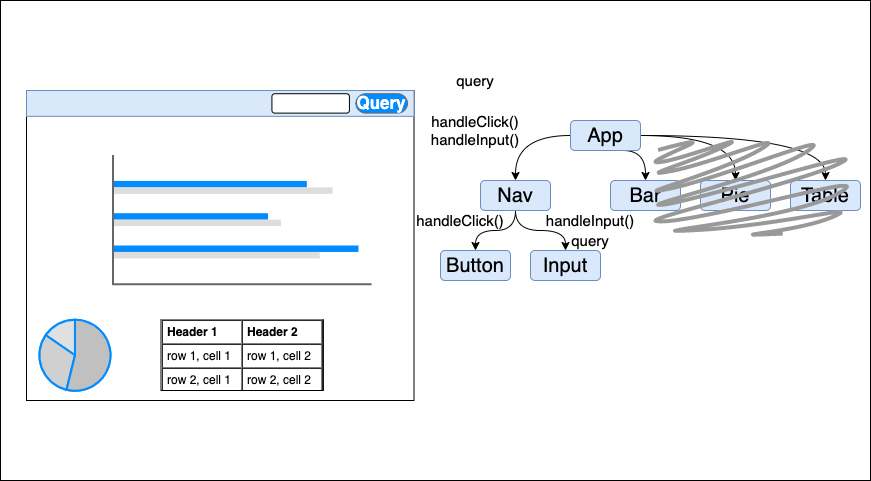 Query
Header 1 Header 2
row 1, cell 1 row 1, cell 2
row 2, cell 1 row 2, cell 2
query
handleClick()
handleInput()
App
Nav Bar Pie Table
handleClick() handleInput()
query
Button Input